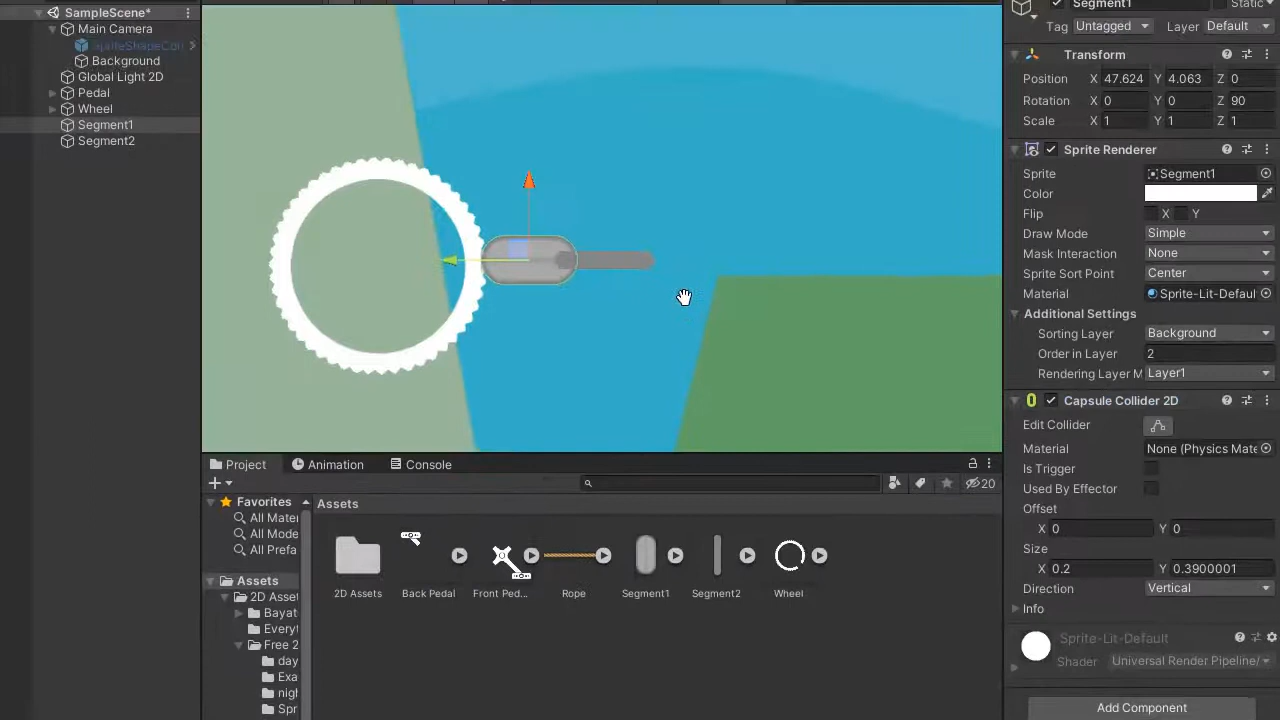 SampleScene*
Main Camera
SpriteShapeCon
Background
Global Light 2D
Pedal
Wheel
Segment1
Segment2
Segment1
Static
Tag Untagged Layer Default
Transform
Position X 47.624 Y 4.063 Z 0
Rotation X 0 Y 0 Z 90
Scale X 1 Y 1 Z 1
Sprite Renderer
Sprite Segment1
Color
Flip X Y
Draw Mode Simple
Mask Interaction None
Sprite Sort Point Center
Material Sprite-Lit-Defaul
Additional Settings
Sorting Layer Background
Order in Layer 2
Rendering Layer M Layer1
Capsule Collider 2D
Edit Collider
Material None (Physics Mate
Is Trigger
Used By Effector
Offset
X 0 Y 0
Size
X 0.2 Y 0.3900001
Direction Vertical
Info
Sprite-Lit-Default
Shader Universal Render Pipeline/
Add Component
Project Animation Console
20
Favorites
All Mater
All Mode
All Prefa
Assets
2D Asset
Bayat
Everyt
Free 2
day
Exa
nigh
Spr
Assets
2D Assets Back Pedal Front Ped... Rope Segment1 Segment2 Wheel